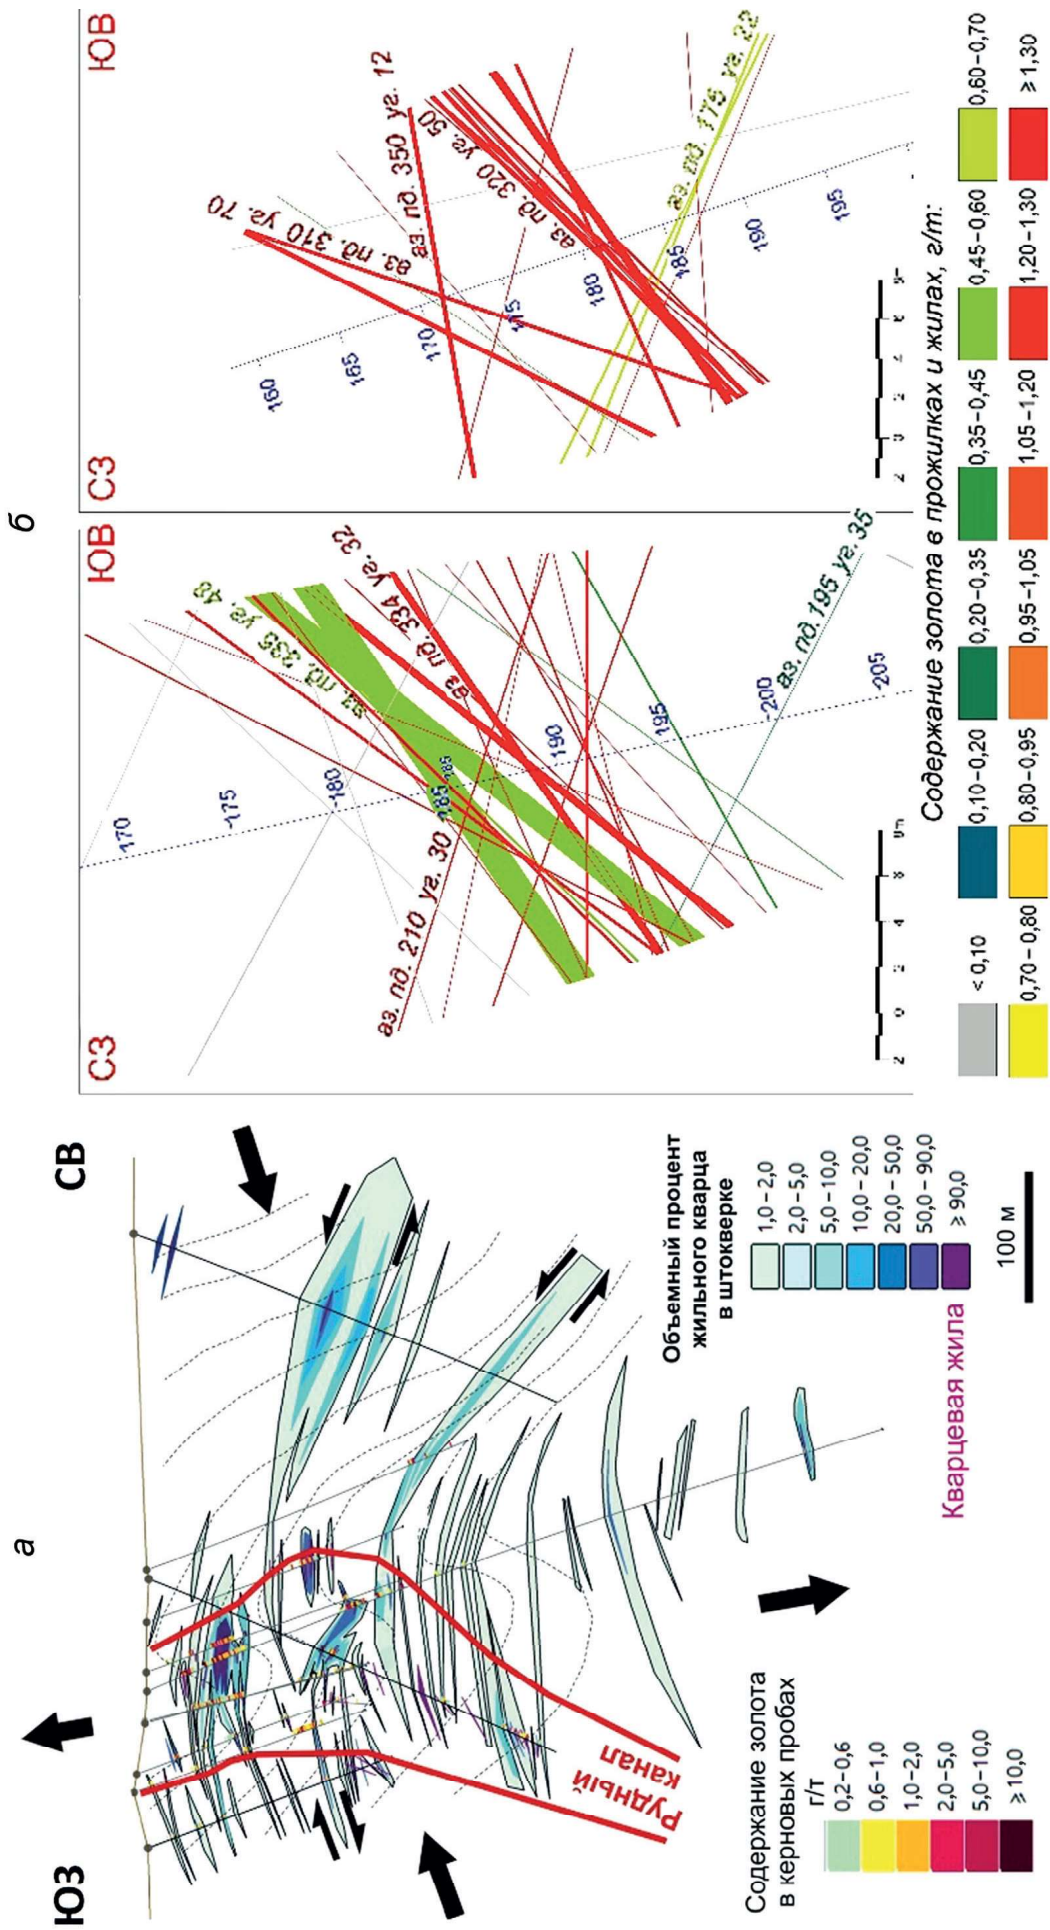 а
ЮЗ
СВ
Рудный
канал
Содержание золота
в керновых пробах
г/т
0,2–0,6
0,6–1,0
1,0–2,0
2,0–5,0
5,0–10,0
≥ 10,0
Объемный процент
жильного кварца
в штокверке
1,0 – 2,0
2,0 – 5,0
5,0 – 10,0
10,0 – 20,0
20,0 – 50,0
50,0 – 90,0
≥ 90,0
Кварцевая жила
100 м
б
СЗ
ЮВ
аз. пд. 210 уг. 30
аз. пд. 235 уг. 48
аз. пд. 334 уг. 32
аз. пд.195 уг.35
170
175
180
185
185
190
195
200
205
2 0 2 4
СЗ
ЮВ
аз. пд. 310 уг. 70
аз. пд. 350 уг. 12
аз. пд. 320 уг. 50
аз. пд. 175 уг. 22
160
165
170
175
180
185
190
195
2 0 2
Содержание золота в прожилках и жилах, г/т:
< 0,10
0,10 – 0,20
0,20 – 0,35
0,35 – 0,45
0,45 – 0,60
0,60 – 0,70
0,70 – 0,80
0,80 – 0,95
0,95 – 1,05
1,05 – 1,20
1,20 – 1,30
≥ 1,30